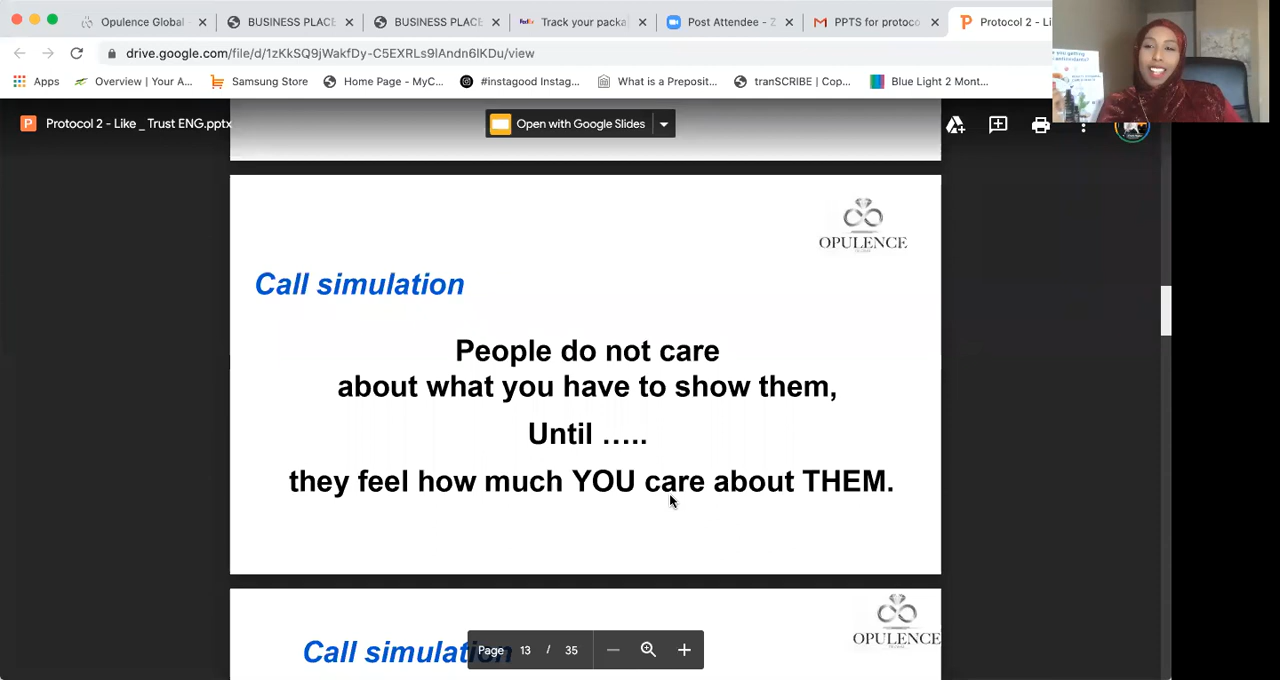 Opulence Global
BUSINESS PLACE
BUSINESS PLACE
FedEx
Track your packa
Post Attendee - Z
PPTS for protoco
Protocol 2 - Li
drive.google.com/file/d/1zKkSQ9jWakfDy-C5EXRLs9lAndn6lKDu/view
Apps
Overview | Your A...
Samsung Store
Home Page - MyC...
#instagood Instag...
What is a Preposit...
tranSCRIBE | Cop...
Blue Light 2 Mont...
P
Protocol 2 - Like _ Trust ENG.pptx
Open with Google Slides
OPULENCE
Call simulation
People do not care
about what you have to show them,
Until …..
they feel how much YOU care about THEM.
OPULENCE
Call simulation
Page 13 / 35